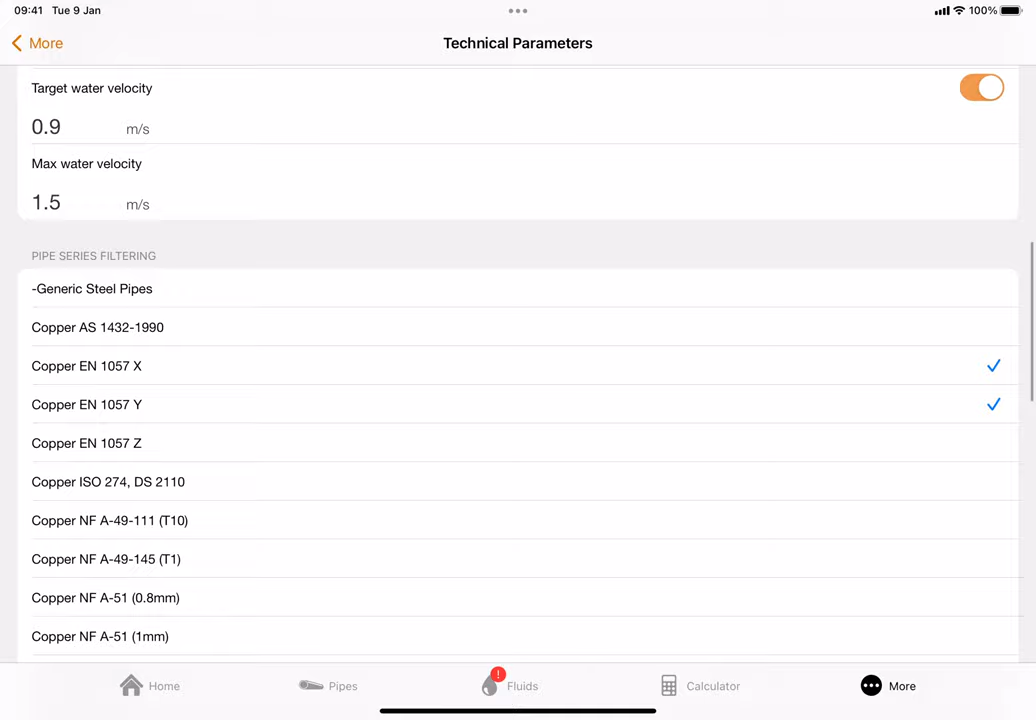 09:41 Tue 9 Jan
100%
More
Technical Parameters
Target water velocity
0.9 m/s
Max water velocity
1.5 m/s
PIPE SERIES FILTERING
-Generic Steel Pipes
Copper AS 1432-1990
Copper EN 1057 X
Copper EN 1057 Y
Copper EN 1057 Z
Copper ISO 274, DS 2110
Copper NF A-49-111 (T10)
Copper NF A-49-145 (T1)
Copper NF A-51 (0.8mm)
Copper NF A-51 (1mm)
Home
Pipes
!
Fluids
Calculator
More